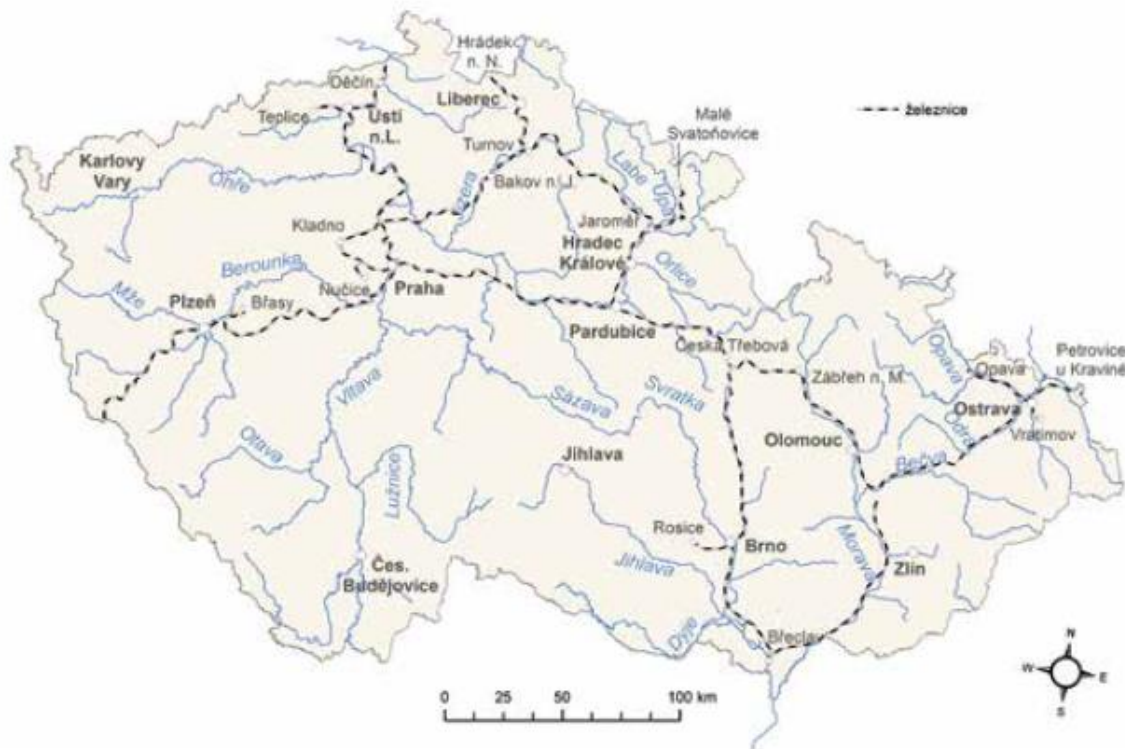 Hrádek
n. N.
Děčín
Liberec
Teplice
Ústí
n.L.
Malé
Svatoňovice
železnice
Turnov
Karlovy
Vary
Ohře
Labe
Úpa
Bakov n. J.
Jizera
Kladno
Jaroměř
Hradec
Králové
Berounka
Orlice
Mže
Nučice
Praha
Plzeň
Břasy
Pardubice
Česká Třebová
Opava
Opava
Petrovice
u Kraviné
Zábřeh n. M.
Svratka
Vltava
Sázava
Ostrava
Odra
Vratimov
Otava
Olomouc
Bečva
Jihlava
Lužnice
Rosice
Brno
Morava
Čes.
Budějovice
Jihlava
Zlín
Dyje
Břeclav
0 25 50 100 km
N
W
E
S